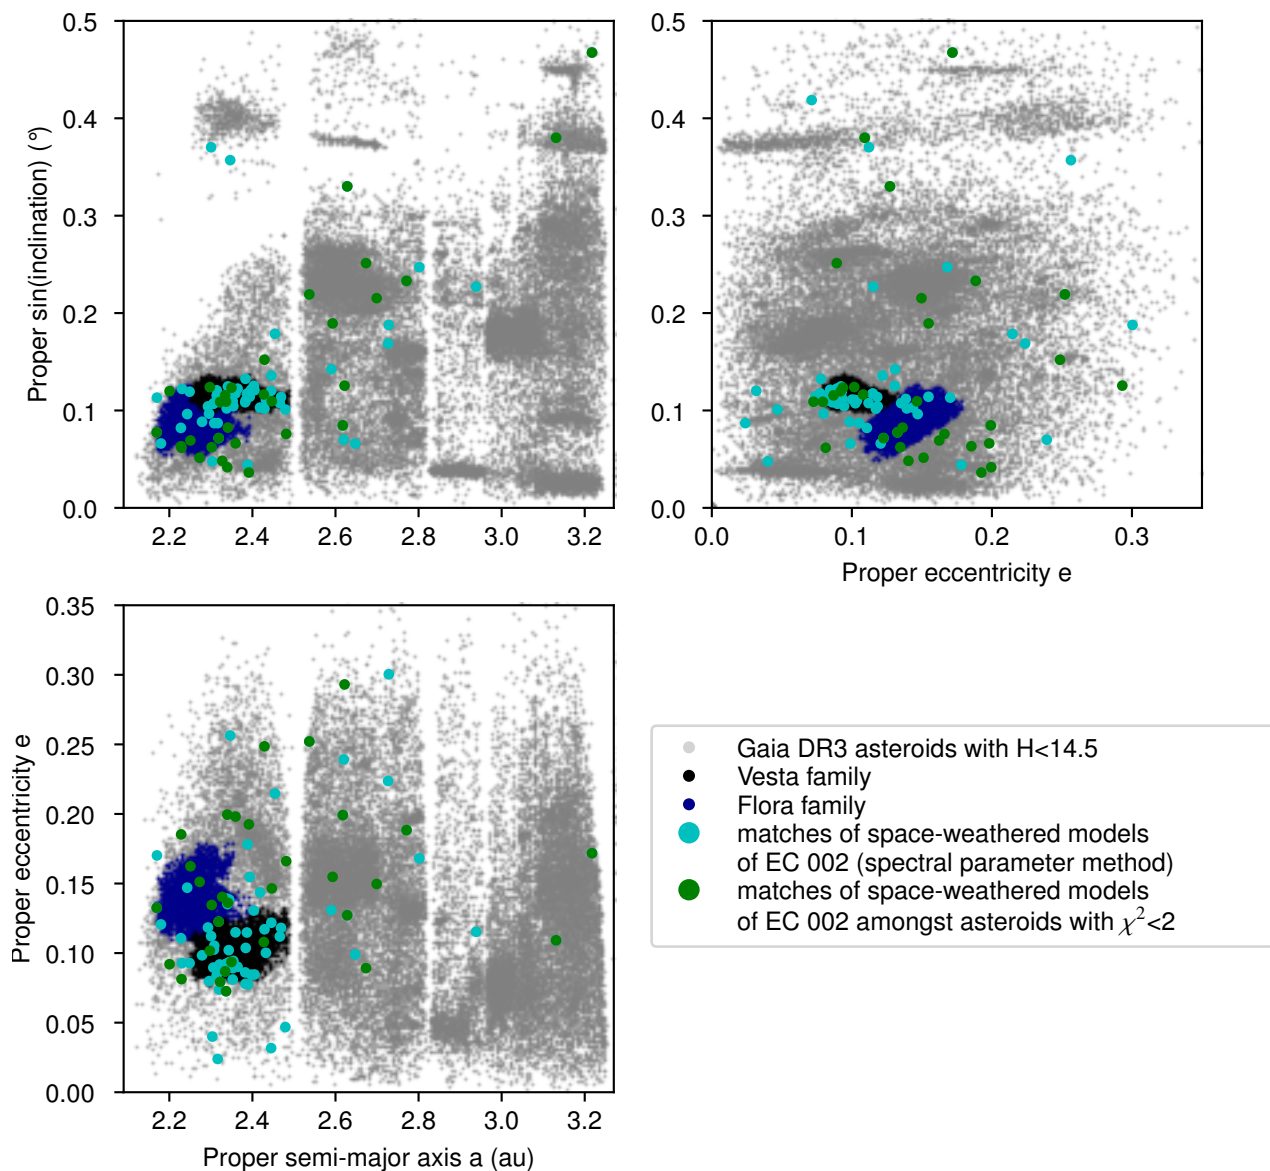 0.5
0.4
0.3
0.2
0.1
0.0
Proper sin(inclination) (°)
2.2 2.4 2.6 2.8 3.0 3.2
0.5
0.4
0.3
0.2
0.1
0.0
0.0 0.1 0.2 0.3
Proper eccentricity e
0.35
0.30
0.25
0.20
0.15
0.10
0.05
0.00
Proper eccentricity e
2.2 2.4 2.6 2.8 3.0 3.2
Proper semi-major axis a (au)
Gaia DR3 asteroids with H<14.5
Vesta family
Flora family
matches of space-weathered models
of EC 002 (spectral parameter method)
matches of space-weathered models
of EC 002 amongst asteroids with χ²<2